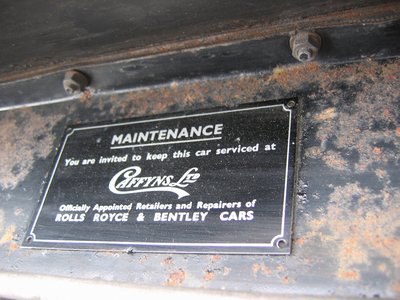 MAINTENANCE
You are invited to keep this car serviced at
CAFFYNS LTD
Officially Appointed Retailers and Repairers of
ROLLS ROYCE & BENTLEY CARS